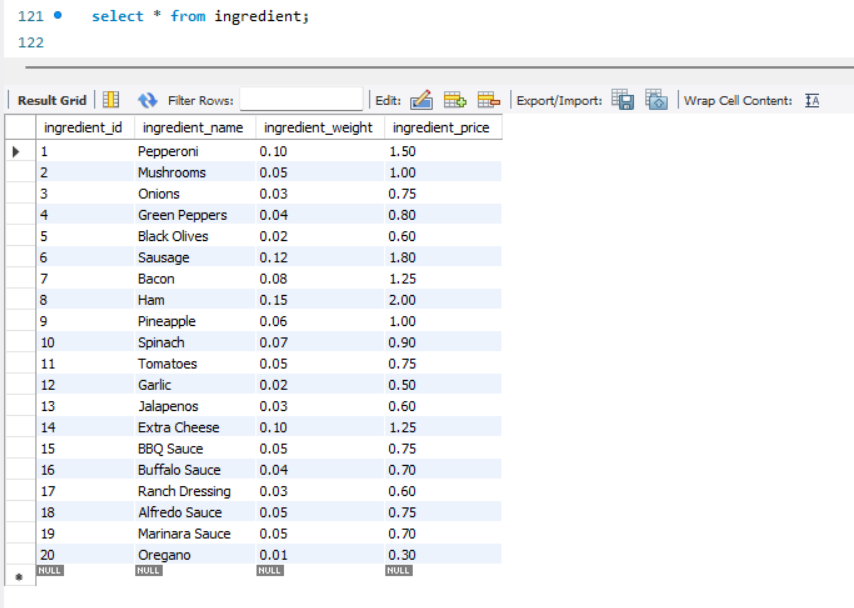 121 select * from ingredient;
122
Result Grid Filter Rows: Edit: Export/Import: Wrap Cell Content: IA
ingredient_id ingredient_name ingredient_weight ingredient_price
1 Pepperoni 0.10 1.50
2 Mushrooms 0.05 1.00
3 Onions 0.03 0.75
4 Green Peppers 0.04 0.80
5 Black Olives 0.02 0.60
6 Sausage 0.12 1.80
7 Bacon 0.08 1.25
8 Ham 0.15 2.00
9 Pineapple 0.06 1.00
10 Spinach 0.07 0.90
11 Tomatoes 0.05 0.75
12 Garlic 0.02 0.50
13 Jalapenos 0.03 0.60
14 Extra Cheese 0.10 1.25
15 BBQ Sauce 0.05 0.75
16 Buffalo Sauce 0.04 0.70
17 Ranch Dressing 0.03 0.60
18 Alfredo Sauce 0.05 0.75
19 Marinara Sauce 0.05 0.70
20 Oregano 0.01 0.30
NULL NULL NULL NULL